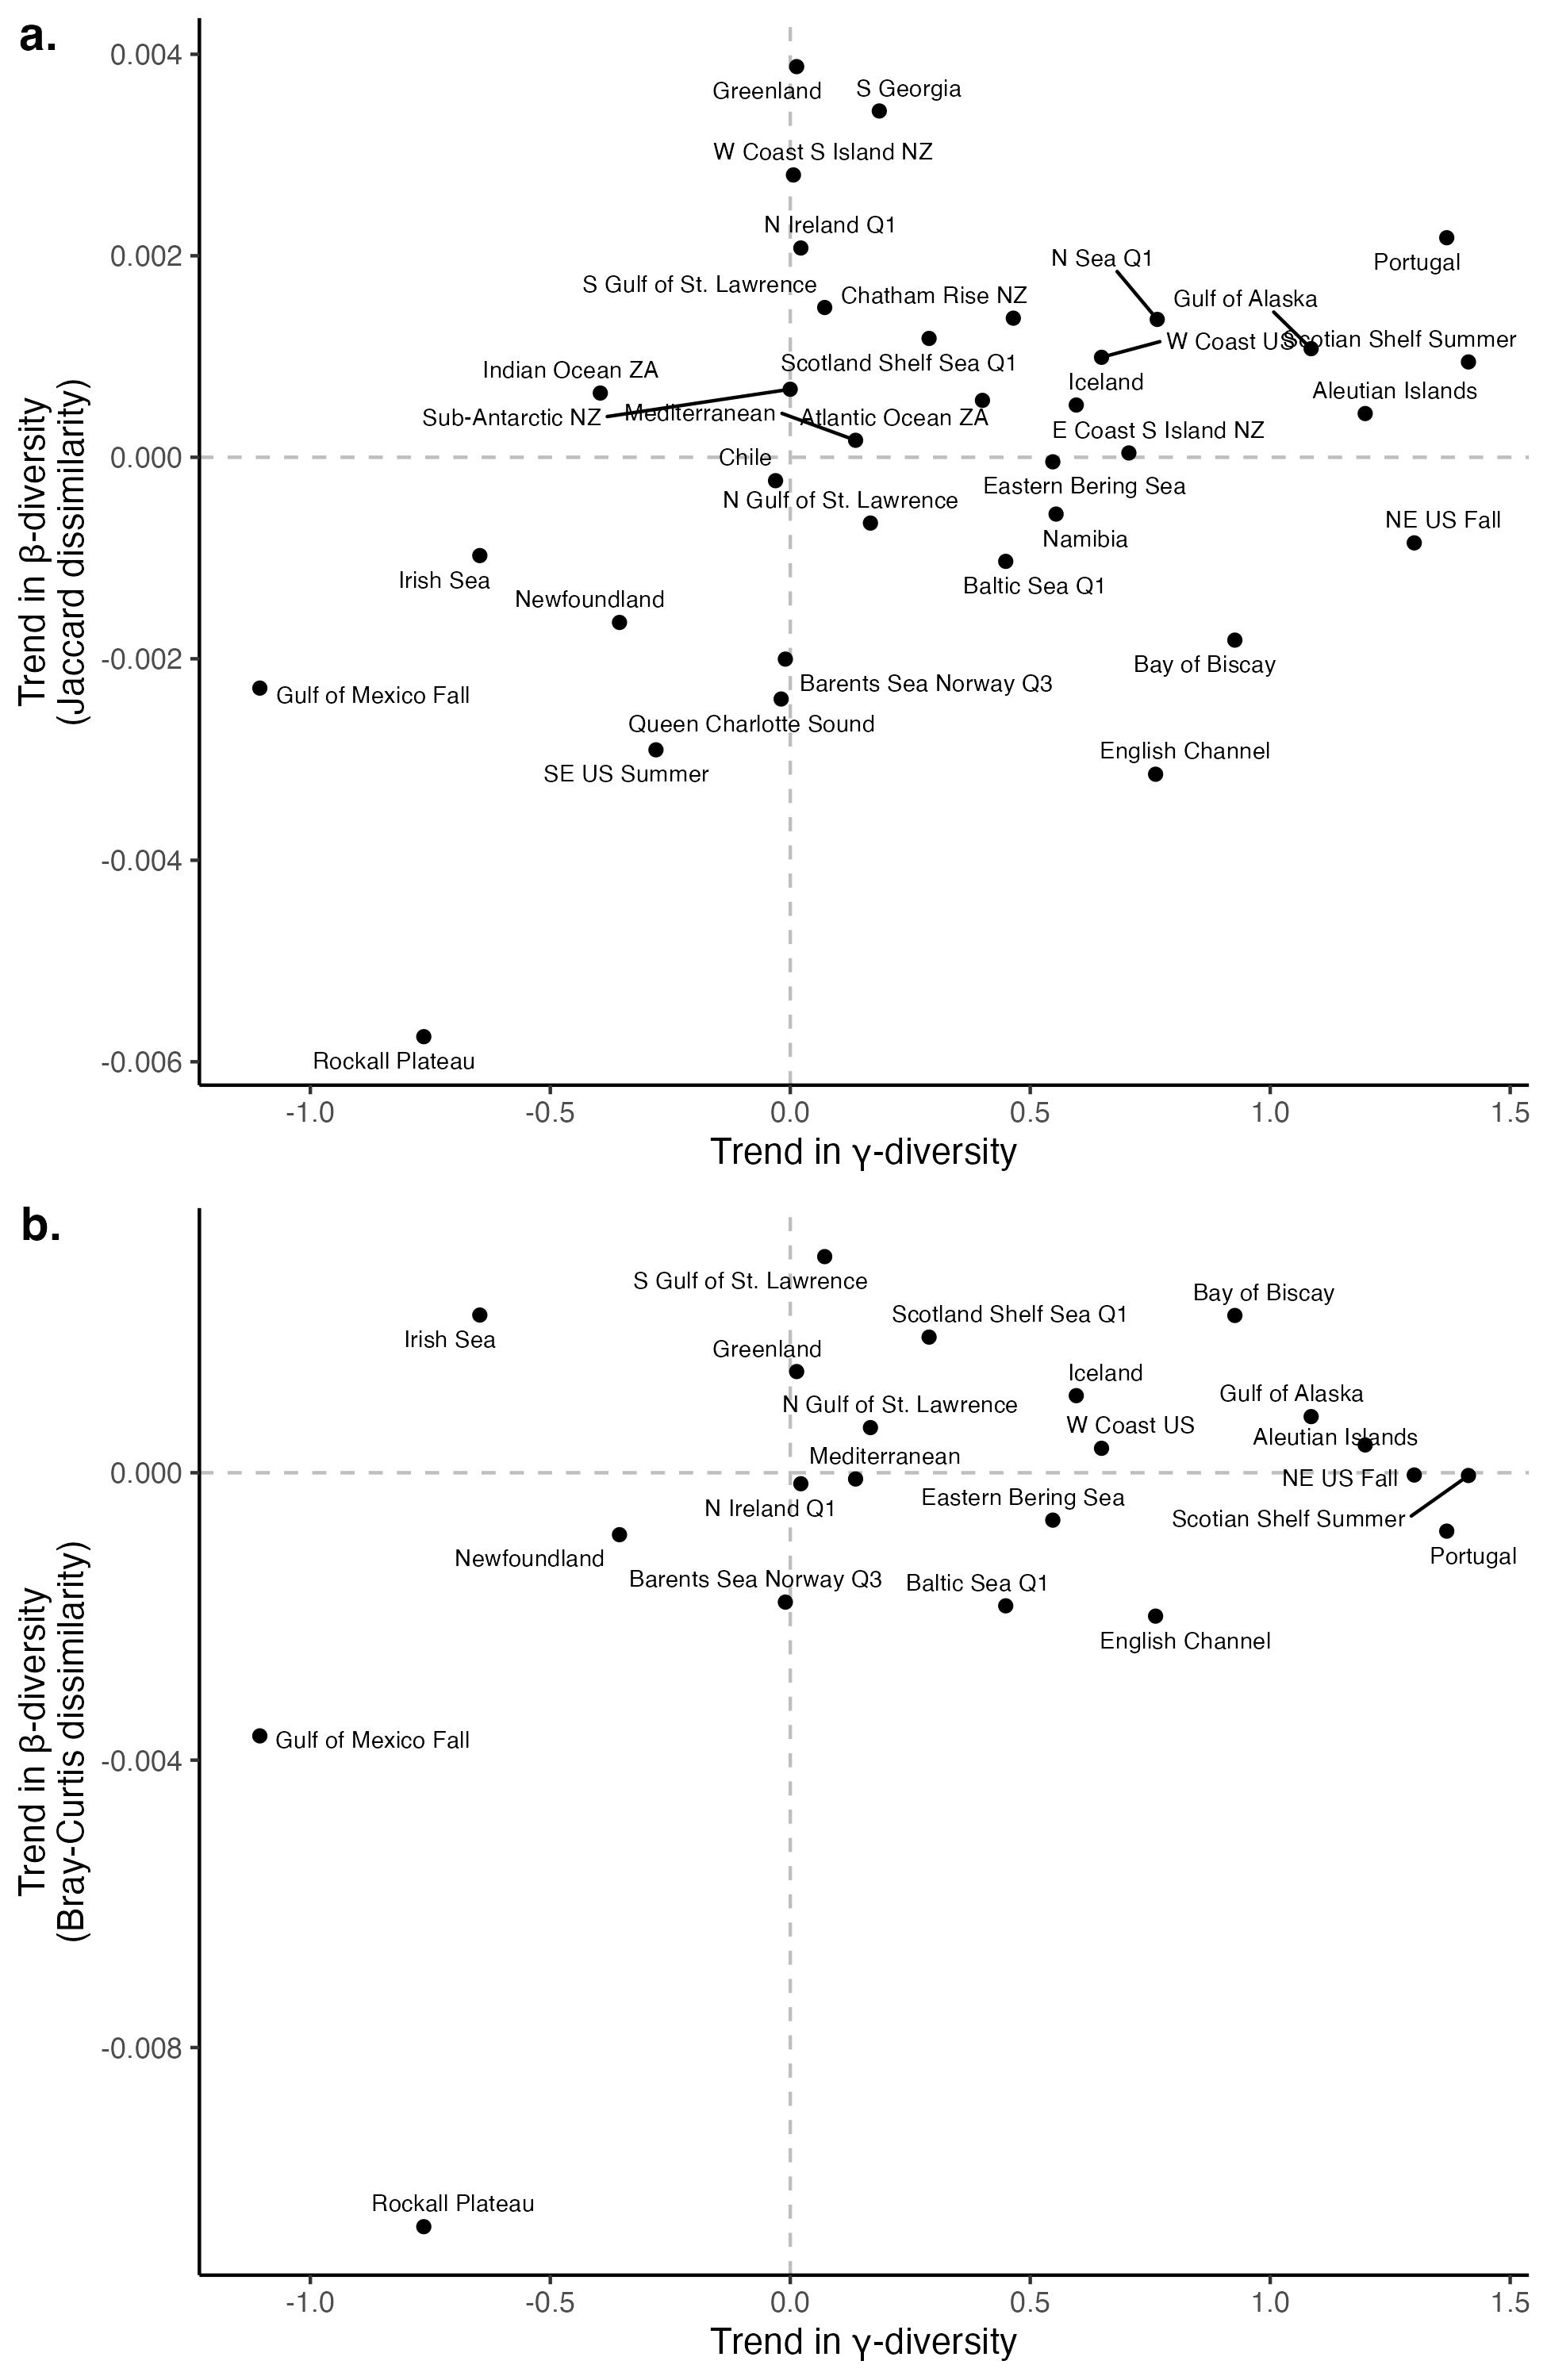 a.
0.004
0.002
0.000
-0.002
-0.004
-0.006
Trend in β-diversity
(Jaccard dissimilarity)
Greenland
S Georgia
W Coast S Island NZ
N Ireland Q1
N Sea Q1
Portugal
S Gulf of St. Lawrence
Chatham Rise NZ
Gulf of Alaska
W Coast US
Scotian Shelf Summer
Scotland Shelf Sea Q1
Indian Ocean ZA
Iceland
Aleutian Islands
Sub-Antarctic NZ
Mediterranean
Atlantic Ocean ZA
E Coast S Island NZ
Chile
Eastern Bering Sea
N Gulf of St. Lawrence
NE US Fall
Namibia
Irish Sea
Baltic Sea Q1
Newfoundland
Bay of Biscay
Barents Sea Norway Q3
Gulf of Mexico Fall
Queen Charlotte Sound
English Channel
SE US Summer
Rockall Plateau
-1.0
-0.5
0.0
0.5
1.0
1.5
Trend in γ-diversity
b.
0.000
-0.004
-0.008
Trend in β-diversity
(Bray-Curtis dissimilarity)
S Gulf of St. Lawrence
Bay of Biscay
Scotland Shelf Sea Q1
Irish Sea
Greenland
Iceland
Gulf of Alaska
N Gulf of St. Lawrence
W Coast US
Aleutian Islands
Mediterranean
NE US Fall
Eastern Bering Sea
N Ireland Q1
Scotian Shelf Summer
Portugal
Newfoundland
Barents Sea Norway Q3
Baltic Sea Q1
English Channel
Gulf of Mexico Fall
Rockall Plateau
-1.0
-0.5
0.0
0.5
1.0
1.5
Trend in γ-diversity